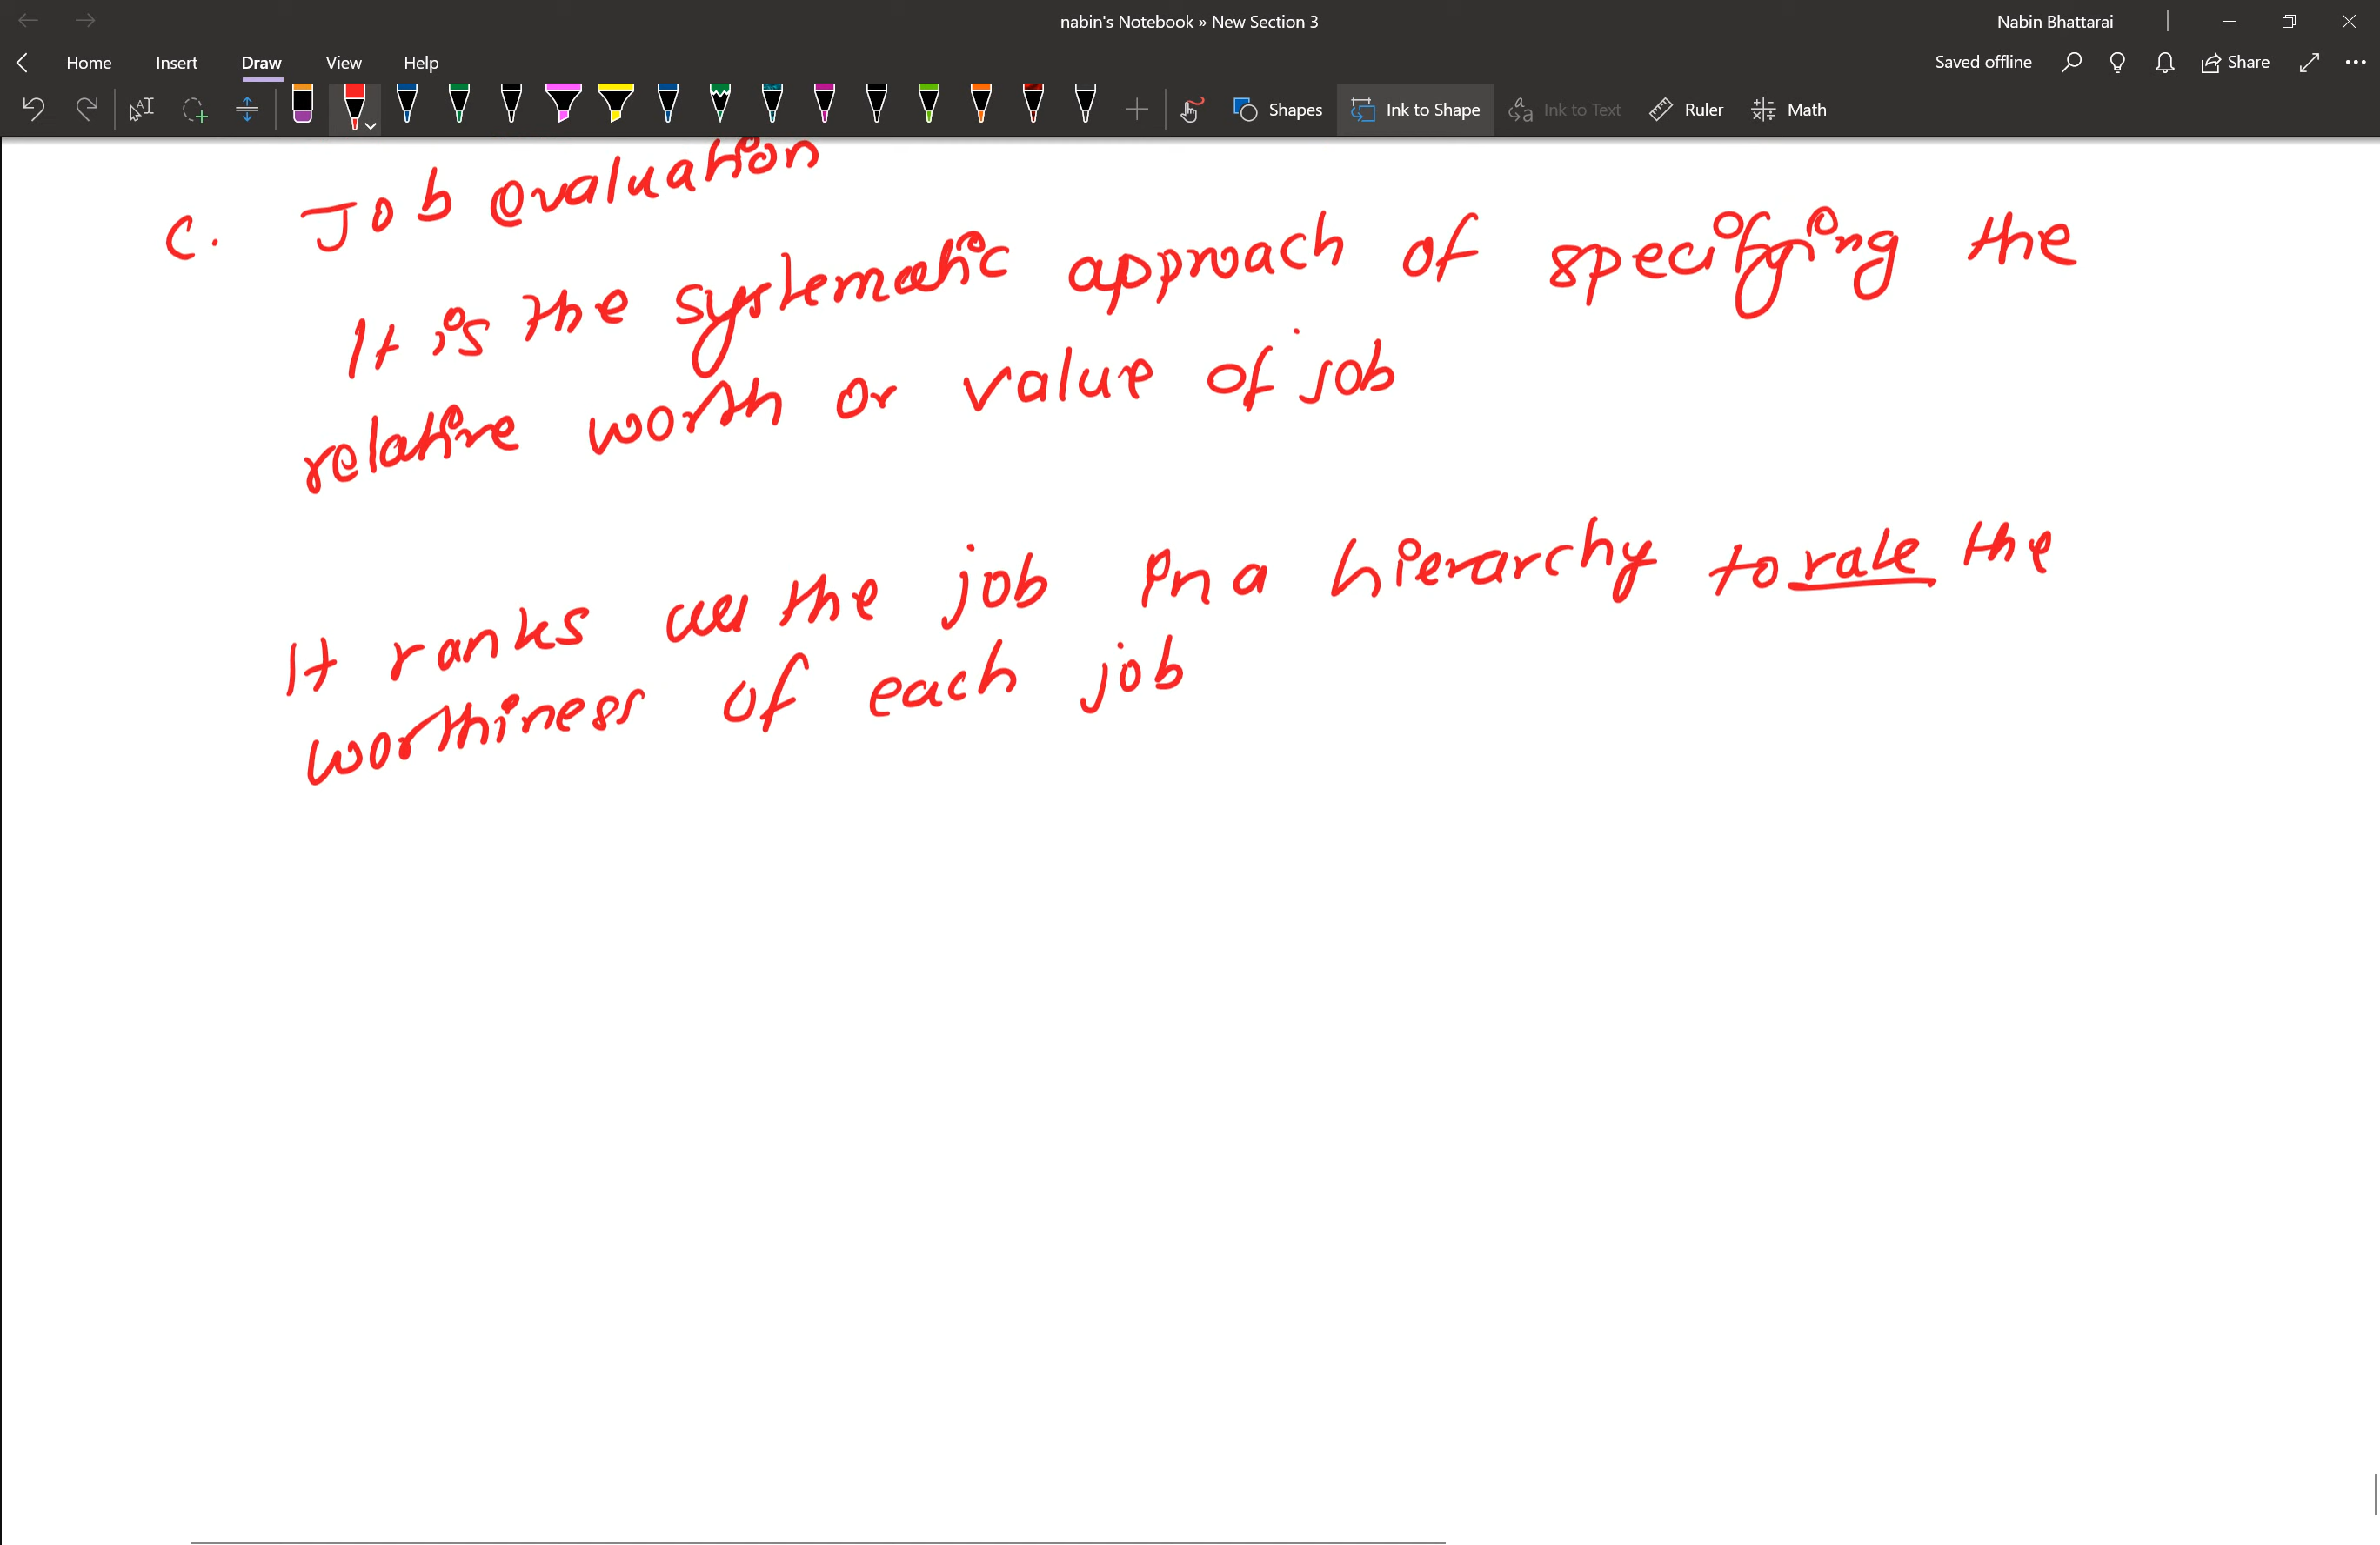 nabin's Notebook » New Section 3
Nabin Bhattarai
Home Insert Draw View Help
Saved offline
Share
Shapes
Ink to Shape
Ink to Text
Ruler
Math
C. Job evaluation
It is the systematic approach of specifying the
relative worth or value of job
It ranks all the job in a hierarchy to rate the
worthiness of each job